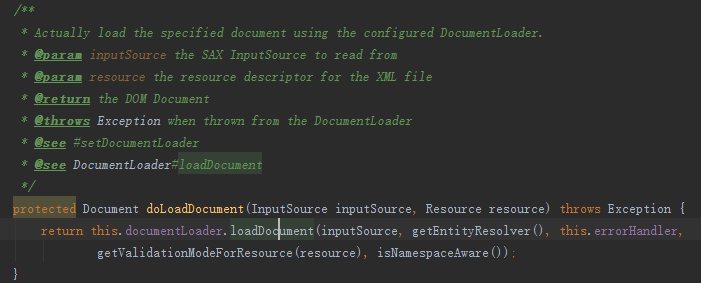 /**
 * Actually load the specified document using the configured DocumentLoader.
 * @param inputSource the SAX InputSource to read from
 * @param resource the resource descriptor for the XML file
 * @return the DOM Document
 * @throws Exception when thrown from the DocumentLoader
 * @see #setDocumentLoader
 * @see DocumentLoader#loadDocument
 */
protected Document doLoadDocument(InputSource inputSource, Resource resource) throws Exception {
    return this.documentLoader.loadDocument(inputSource, getEntityResolver(), this.errorHandler,
            getValidationModeForResource(resource), isNamespaceAware());
}